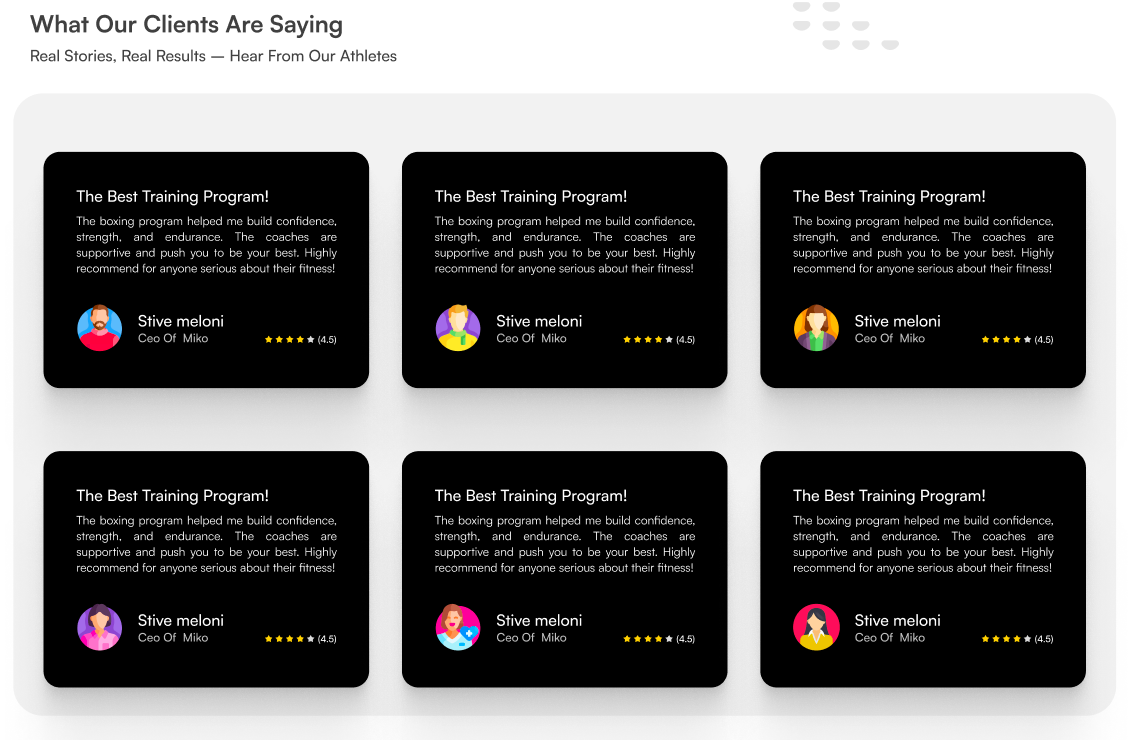 What Our Clients Are Saying
Real Stories, Real Results — Hear From Our Athletes
The Best Training Program!
The boxing program helped me build confidence,
strength, and endurance. The coaches are
supportive and push you to be your best. Highly
recommend for anyone serious about their fitness!
Stive meloni
Ceo Of Miko
(4.5)
The Best Training Program!
The boxing program helped me build confidence,
strength, and endurance. The coaches are
supportive and push you to be your best. Highly
recommend for anyone serious about their fitness!
Stive meloni
Ceo Of Miko
(4.5)
The Best Training Program!
The boxing program helped me build confidence,
strength, and endurance. The coaches are
supportive and push you to be your best. Highly
recommend for anyone serious about their fitness!
Stive meloni
Ceo Of Miko
(4.5)
The Best Training Program!
The boxing program helped me build confidence,
strength, and endurance. The coaches are
supportive and push you to be your best. Highly
recommend for anyone serious about their fitness!
Stive meloni
Ceo Of Miko
(4.5)
The Best Training Program!
The boxing program helped me build confidence,
strength, and endurance. The coaches are
supportive and push you to be your best. Highly
recommend for anyone serious about their fitness!
Stive meloni
Ceo Of Miko
(4.5)
The Best Training Program!
The boxing program helped me build confidence,
strength, and endurance. The coaches are
supportive and push you to be your best. Highly
recommend for anyone serious about their fitness!
Stive meloni
Ceo Of Miko
(4.5)